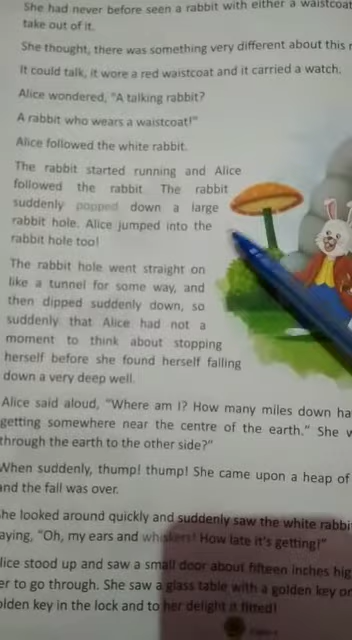 She had never before seen a rabbit with either a waistcoat
take out of it.
She thought, there was something very different about this
It could talk, it wore a red waistcoat and it carried a watch.
Alice wondered, "A talking rabbit?
A rabbit who wears a waistcoat!"
Alice followed the white rabbit.
The rabbit started running and Alice
followed the rabbit. The rabbit
suddenly popped down a large
rabbit hole. Alice jumped into the
rabbit hole too!
The rabbit hole went straight on
like a tunnel for some way, and
then dipped suddenly down, so
suddenly that Alice had not a
moment to think about stopping
herself before she found herself falling
down a very deep well.
Alice said aloud, "Where am I? How many miles down ha
getting somewhere near the centre of the earth." She w
through the earth to the other side?"
When suddenly, thump! thump! She came upon a heap of
and the fall was over.
he looked around quickly and suddenly saw the white rabbi
aying, "Oh, my ears and whiskers! How late it's getting!"
lice stood up and saw a small door about fifteen inches hig
er to go through. She saw a glass table with a golden key on
olden key in the lock and to her delight it fitted!